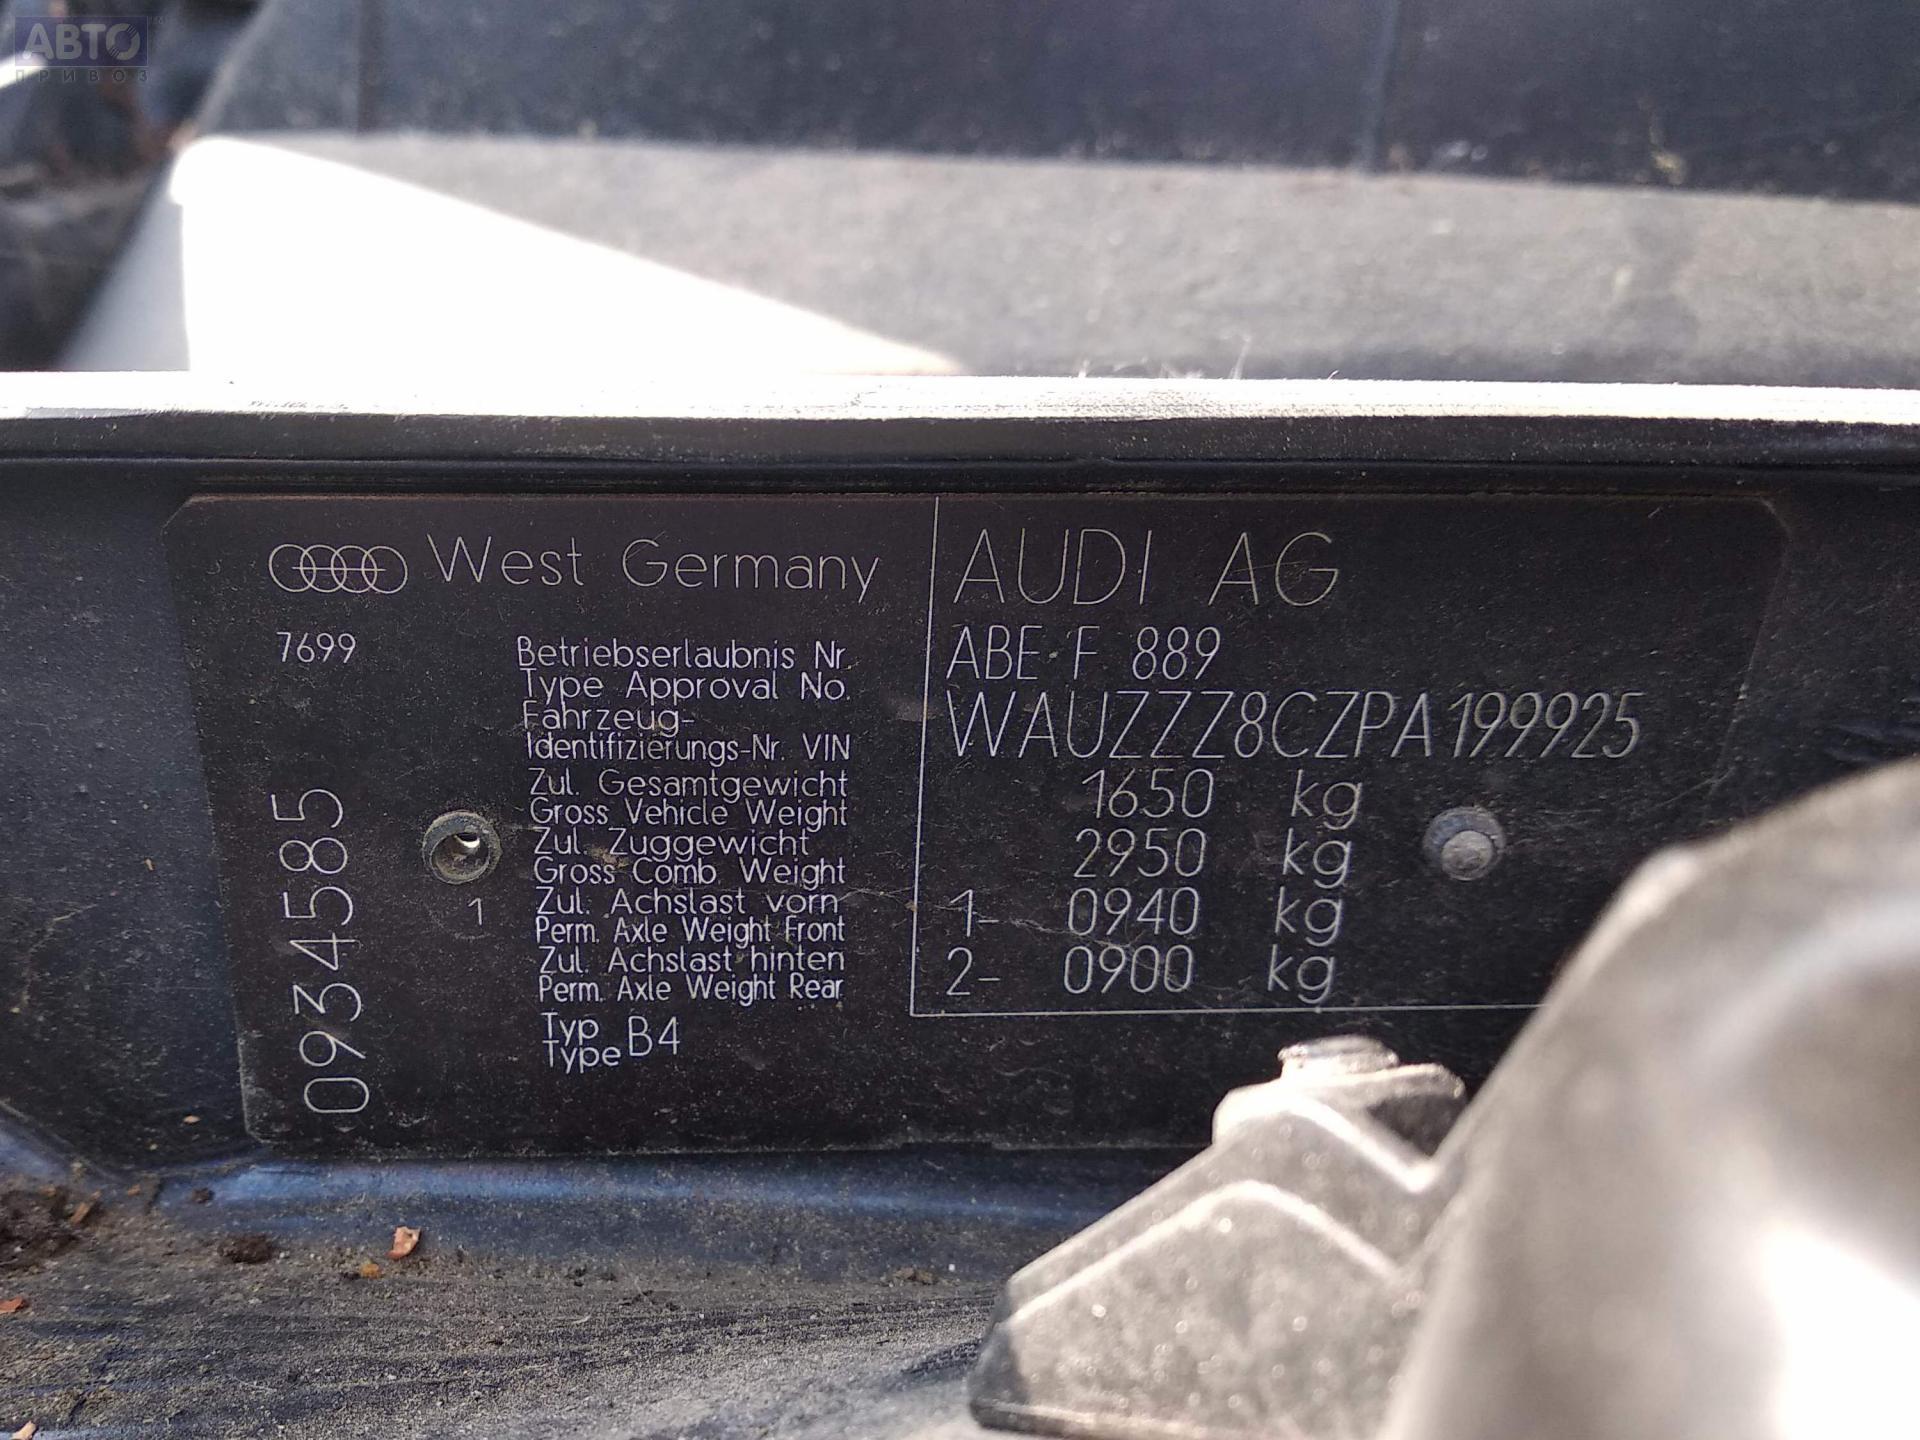 АВТО
ПРИВОЗ
West Germany
AUDI AG
7699
Betriebserlaubnis Nr.
Type Approval No.
ABE F 889
Fahrzeug-
Identifizierungs-Nr. VIN
WAUZZZ8CZPA199925
Zul. Gesamtgewicht
Gross Vehicle Weight
1650 kg
Zul. Zuggewicht
Gross Comb. Weight
2950 kg
1
Zul. Achslast vorn
Perm. Axle Weight Front
1- 0940 kg
Zul. Achslast hinten
Perm. Axle Weight Rear
2- 0900 kg
Typ
Type B4
0934585